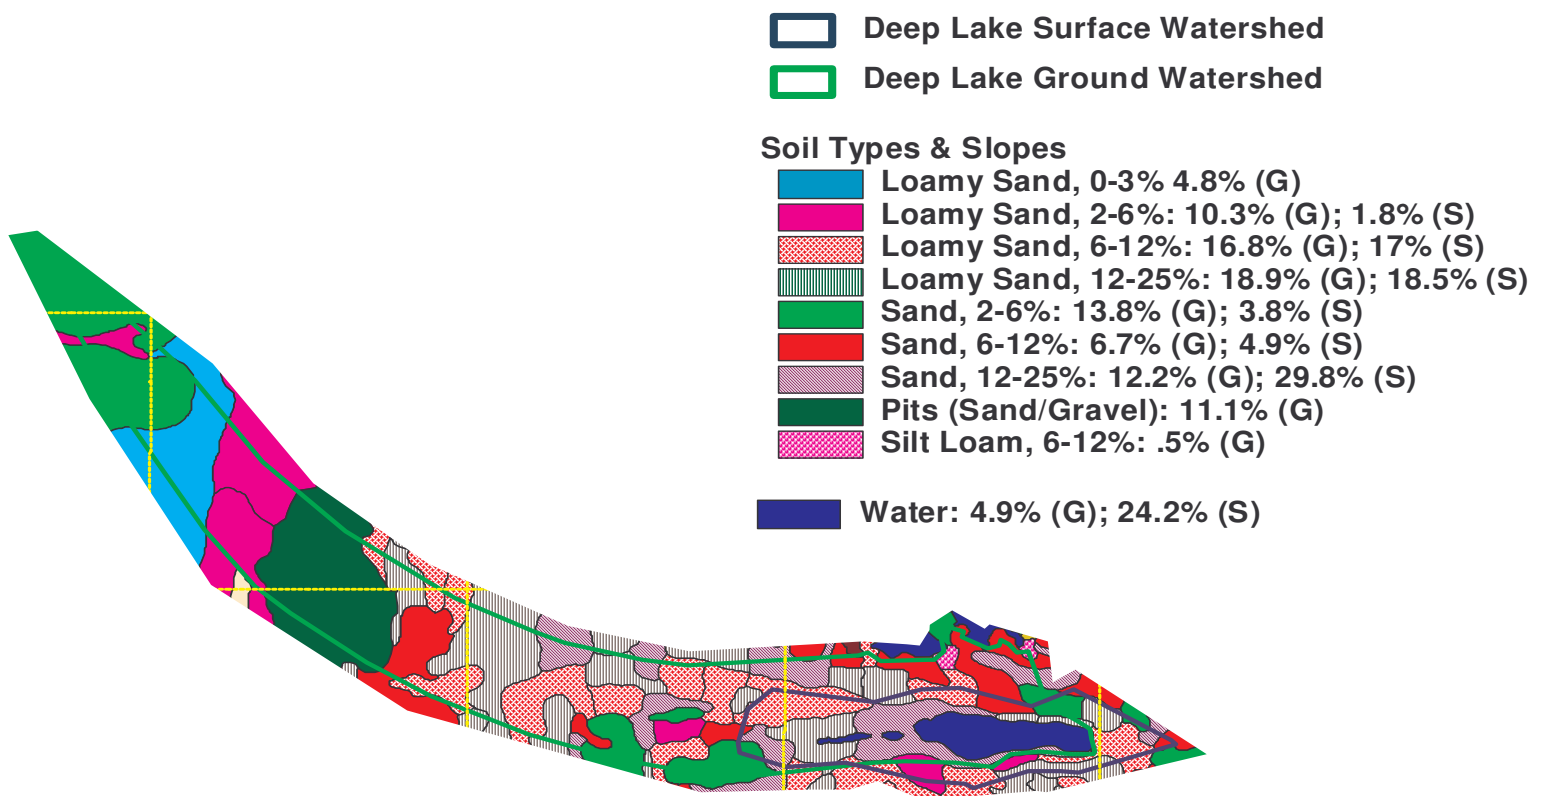 Deep Lake Surface Watershed
Deep Lake Ground Watershed
Soil Types & Slopes
Loamy Sand, 0-3% 4.8% (G)
Loamy Sand, 2-6%: 10.3% (G); 1.8% (S)
Loamy Sand, 6-12%: 16.8% (G); 17% (S)
Loamy Sand, 12-25%: 18.9% (G); 18.5% (S)
Sand, 2-6%: 13.8% (G); 3.8% (S)
Sand, 6-12%: 6.7% (G); 4.9% (S)
Sand, 12-25%: 12.2% (G); 29.8% (S)
Pits (Sand/Gravel): 11.1% (G)
Silt Loam, 6-12%: .5% (G)
Water: 4.9% (G); 24.2% (S)